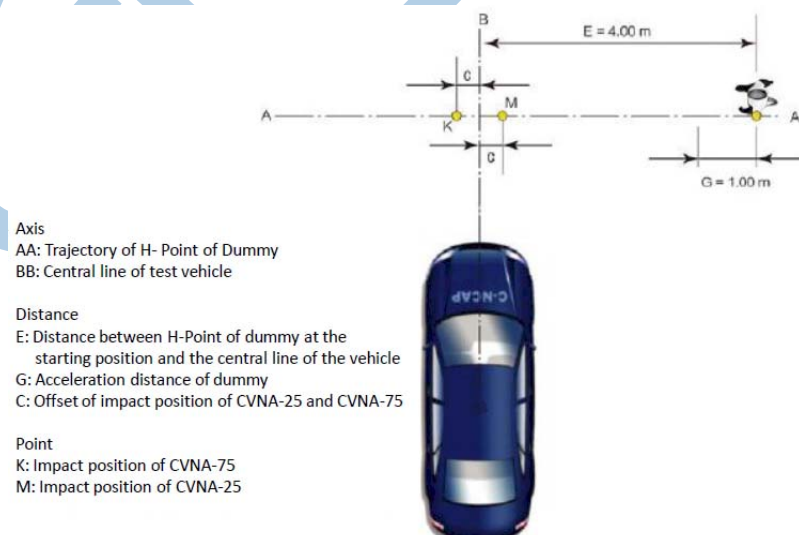 B
E = 4.00 m
C
A
M
K
A
C
G = 1.00 m
Axis
AA: Trajectory of H- Point of Dummy
BB: Central line of test vehicle
Distance
E: Distance between H-Point of dummy at the
starting position and the central line of the vehicle
G: Acceleration distance of dummy
C: Offset of impact position of CVNA-25 and CVNA-75
Point
K: Impact position of CVNA-75
M: Impact position of CVNA-25
C-NCAP